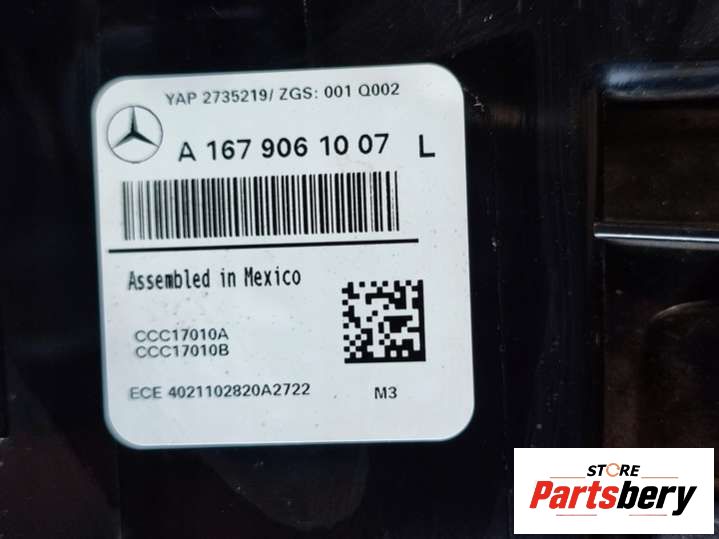 YAP 2735219/ ZGS: 001 Q002
A 167 906 10 07 L
Assembled in Mexico
CCC17010A
CCC17010B
ECE 4021102820A2722 M3
STORE
Partsbery